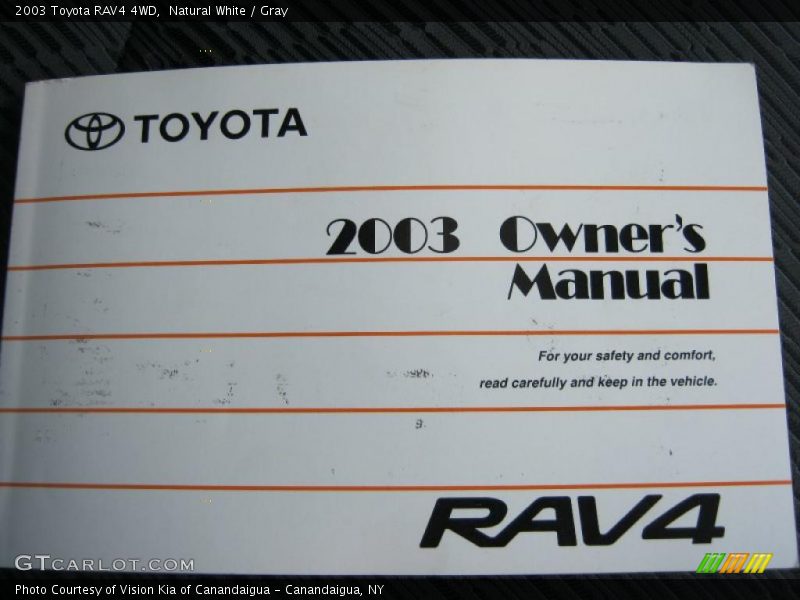 2003 Toyota RAV4 4WD, Natural White / Gray
TOYOTA
2003 Owner's
Manual
For your safety and comfort,
read carefully and keep in the vehicle.
RAV4
GTCARLOT.COM
Photo Courtesy of Vision Kia of Canandaigua - Canandaigua, NY